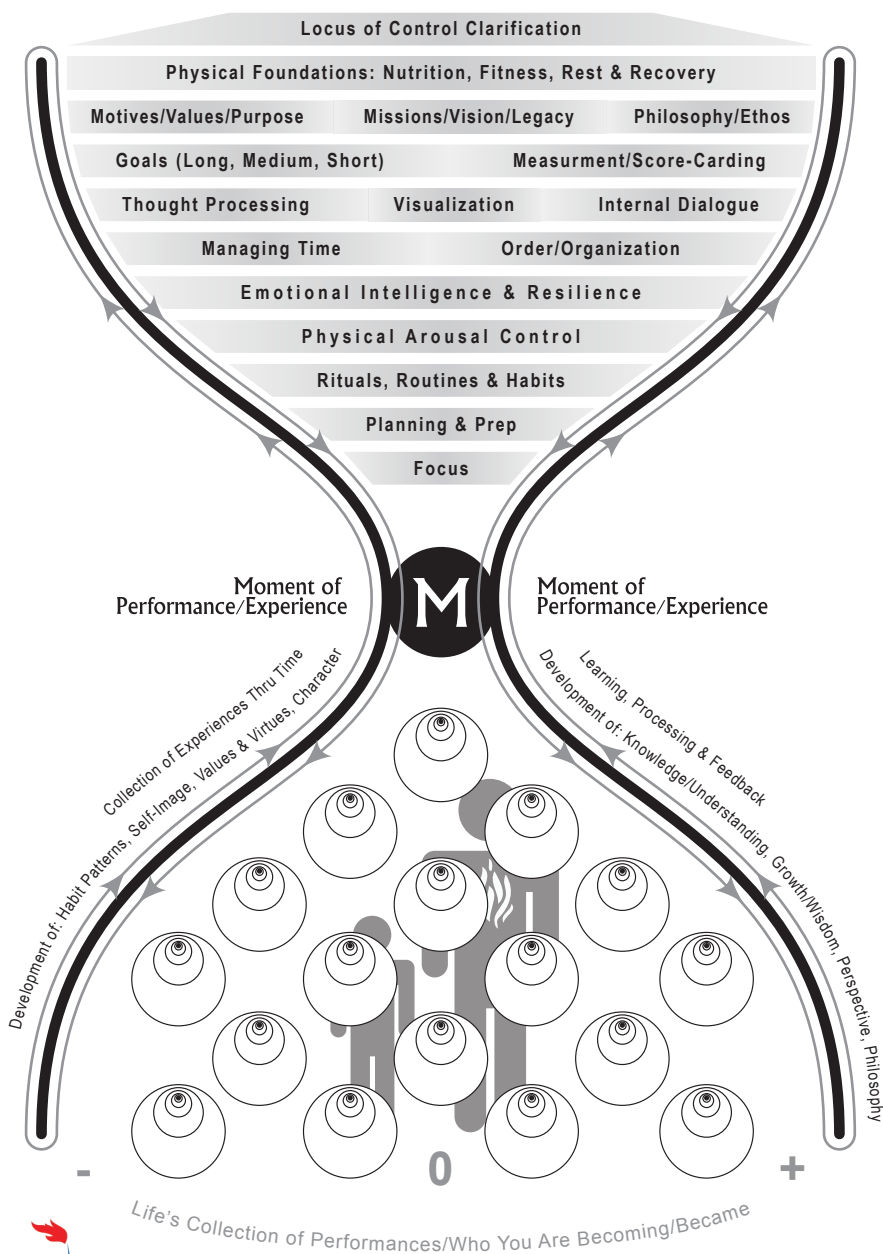 Locus of Control Clarification
Physical Foundations: Nutrition, Fitness, Rest & Recovery
Motives/Values/Purpose Missions/Vision/Legacy Philosophy/Ethos
Goals (Long, Medium, Short) Measurment/Score-Carding
Thought Processing Visualization Internal Dialogue
Managing Time Order/Organization
Emotional Intelligence & Resilience
Physical Arousal Control
Rituals, Routines & Habits
Planning & Prep
Focus
Moment of
Performance/Experience
M
Moment of
Performance/Experience
Collection of Experiences Thru Time
Development of: Habit Patterns, Self-Image, Values & Virtues, Character
Learning, Processing & Feedback
Development of: Knowledge/Understanding, Growth/Wisdom, Perspective, Philosophy
- 0 +
Life's Collection of Performances/Who You Are Becoming/Became